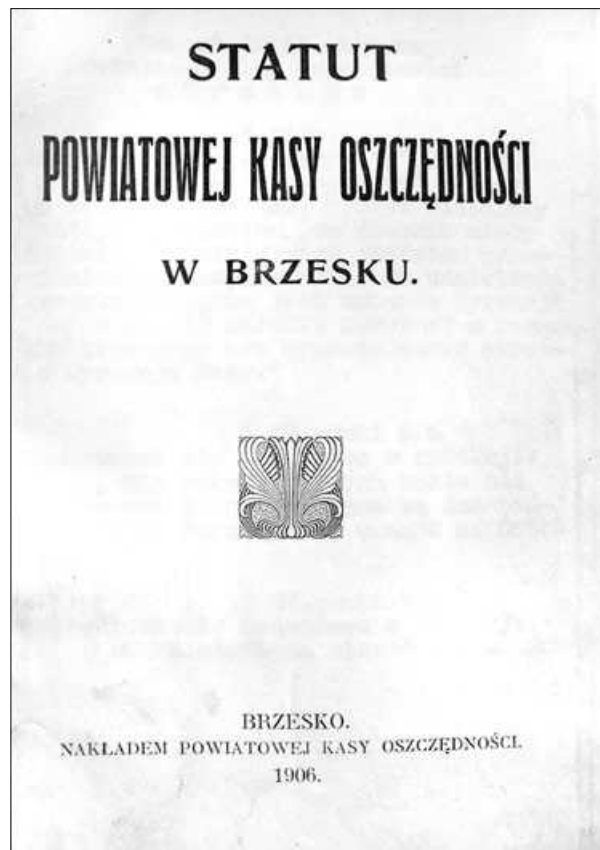 STATUT
POWIATOWEJ KASY OSZCZĘDNOŚCI
W BRZESKU.
BRZESKO.
NAKŁADEM POWIATOWEJ KASY OSZCZĘDNOŚCI.
1906.